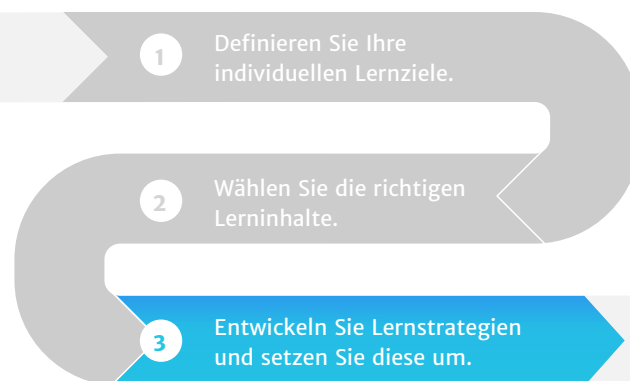 1
Definieren Sie Ihre
individuellen Lernziele.
2
Wählen Sie die richtigen
Lerninhalte.
3
Entwickeln Sie Lernstrategien
und setzen Sie diese um.